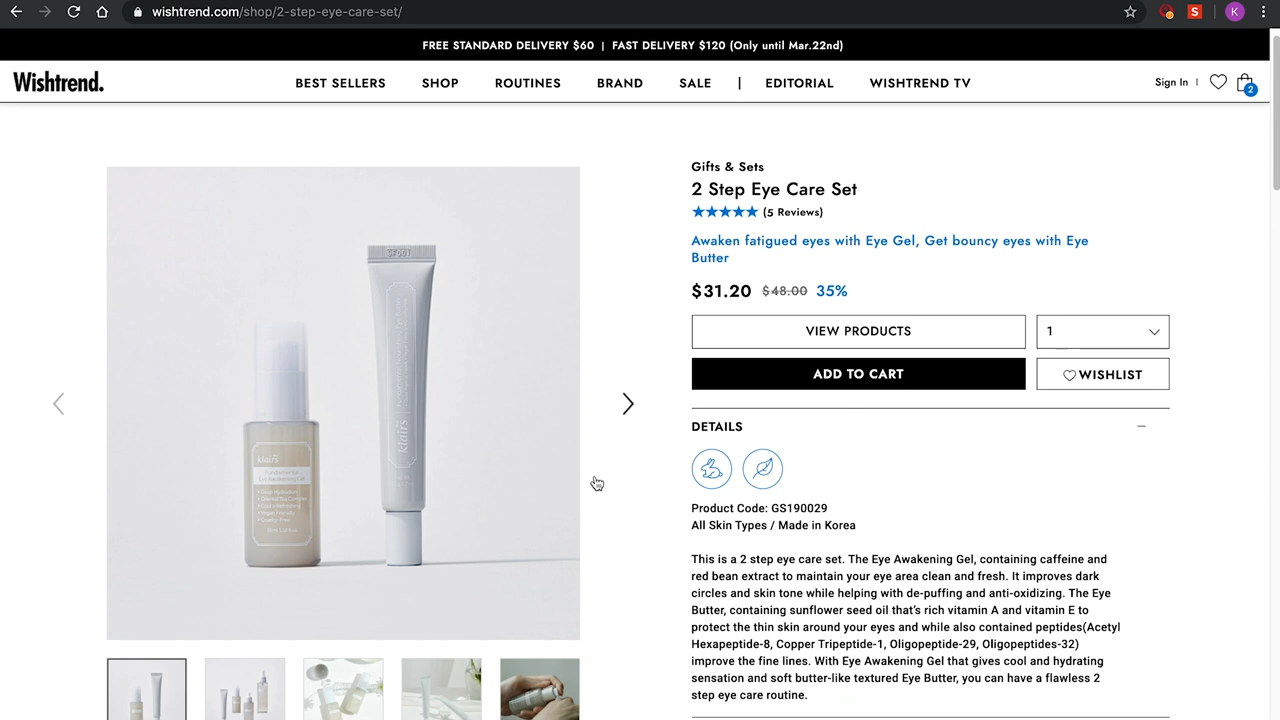 wishtrend.com/shop/2-step-eye-care-set/
S
K
FREE STANDARD DELIVERY $60 | FAST DELIVERY $120 (Only until Mar.22nd)
Wishtrend.
BEST SELLERS
SHOP
ROUTINES
BRAND
SALE
|
EDITORIAL
WISHTREND TV
Sign In
2
Gifts & Sets
2 Step Eye Care Set
(5 Reviews)
Awaken fatigued eyes with Eye Gel, Get bouncy eyes with Eye
Butter
$31.20 $48.00 35%
VIEW PRODUCTS
1
ADD TO CART
WISHLIST
DETAILS
Product Code: GS190029
All Skin Types / Made in Korea
This is a 2 step eye care set. The Eye Awakening Gel, containing caffeine and
red bean extract to maintain your eye area clean and fresh. It improves dark
circles and skin tone while helping with de-puffing and anti-oxidizing. The Eye
Butter, containing sunflower seed oil that's rich vitamin A and vitamin E to
protect the thin skin around your eyes and while also contained peptides(Acetyl
Hexapeptide-8, Copper Tripeptide-1, Oligopeptide-29, Oligopeptides-32)
improve the fine lines. With Eye Awakening Gel that gives cool and hydrating
sensation and soft butter-like textured Eye Butter, you can have a flawless 2
step eye care routine.
klairs
Fundamental
Eye Awakening Gel
klairs